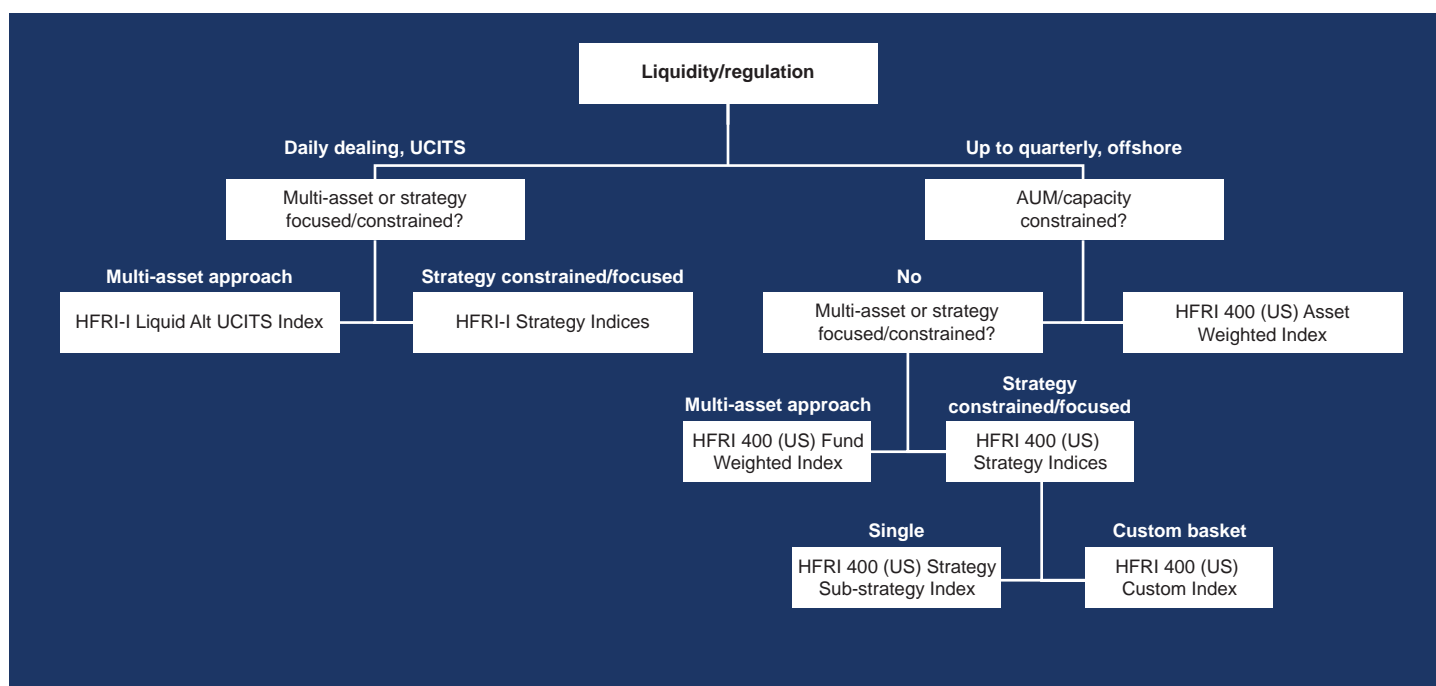 Liquidity/regulation
Daily dealing, UCITS
Up to quarterly, offshore
Multi-asset or strategy
focused/constrained?
AUM/capacity
constrained?
Multi-asset approach
Strategy constrained/focused
No
HFRI-I Liquid Alt UCITS Index
HFRI-I Strategy Indices
Multi-asset or strategy
focused/constrained?
HFRI 400 (US) Asset
Weighted Index
Multi-asset approach
Strategy
constrained/focused
HFRI 400 (US) Fund
Weighted Index
HFRI 400 (US)
Strategy Indices
Single
Custom basket
HFRI 400 (US) Strategy
Sub-strategy Index
HFRI 400 (US)
Custom Index